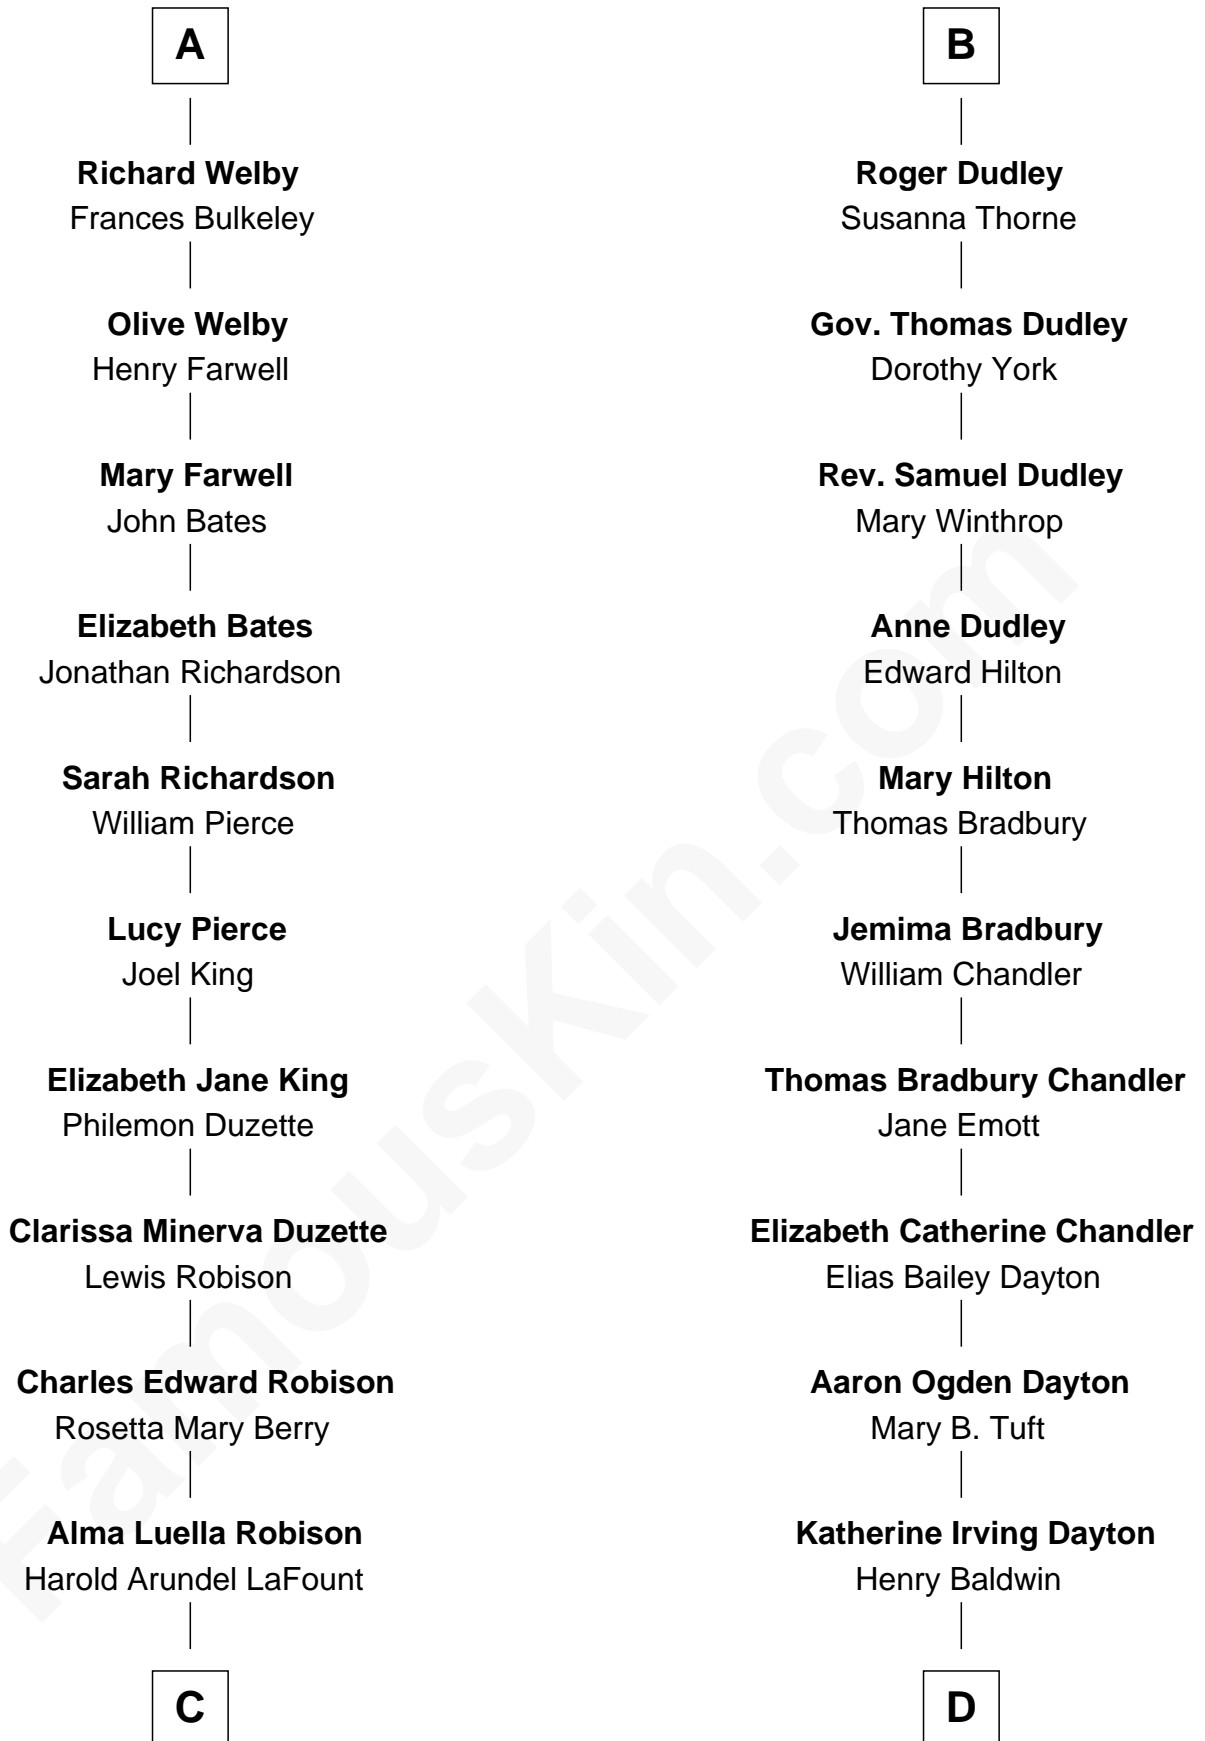 A
Richard Welby
Frances Bulkeley
Olive Welby
Henry Farwell
Mary Farwell
John Bates
Elizabeth Bates
Jonathan Richardson
Sarah Richardson
William Pierce
Lucy Pierce
Joel King
Elizabeth Jane King
Philemon Duzette
Clarissa Minerva Duzette
Lewis Robison
Charles Edward Robison
Rosetta Mary Berry
Alma Luella Robison
Harold Arundel LaFount
C
B
Roger Dudley
Susanna Thorne
Gov. Thomas Dudley
Dorothy York
Rev. Samuel Dudley
Mary Winthrop
Anne Dudley
Edward Hilton
Mary Hilton
Thomas Bradbury
Jemima Bradbury
William Chandler
Thomas Bradbury Chandler
Jane Emott
Elizabeth Catherine Chandler
Elias Bailey Dayton
Aaron Ogden Dayton
Mary B. Tuft
Katherine Irving Dayton
Henry Baldwin
D
FamousKin.com